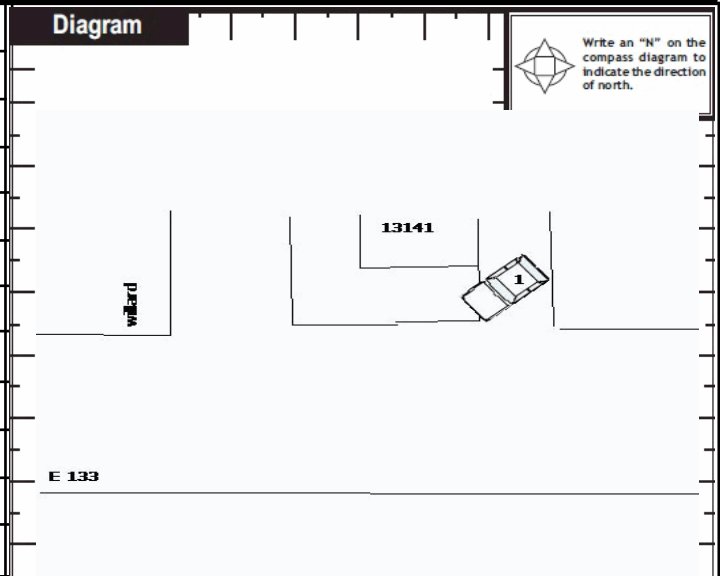 Diagram
Write an “N” on the
compass diagram to
indicate the direction
of north.
13141
1
willard
E 133